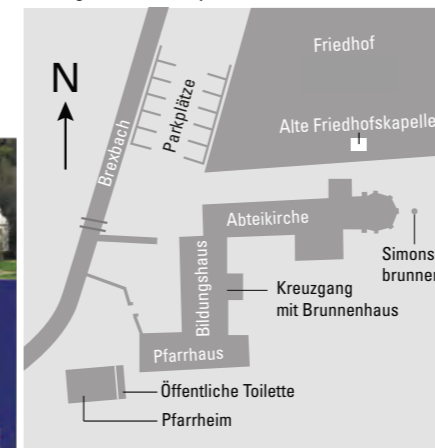 Friedhof
N
Parkplätze
Alte Friedhofskapelle
Brexbach
Abteikirche
Simons
brunnen
Bildungshaus
Kreuzgang
mit Brunnenhaus
Pfarrhaus
Öffentliche Toilette
Pfarrheim